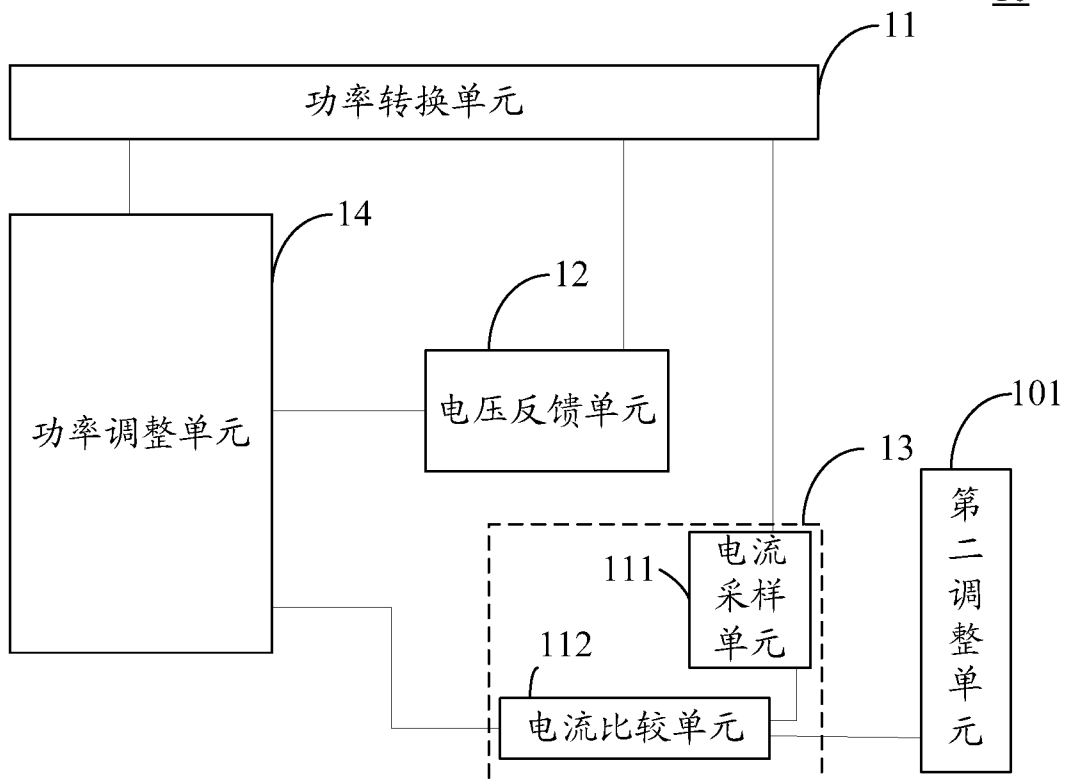 11
功率转换单元
14
12
电压反馈单元
功率调整单元
101
13
第二调整单元
111
电流
采样
单元
112
电流比较单元